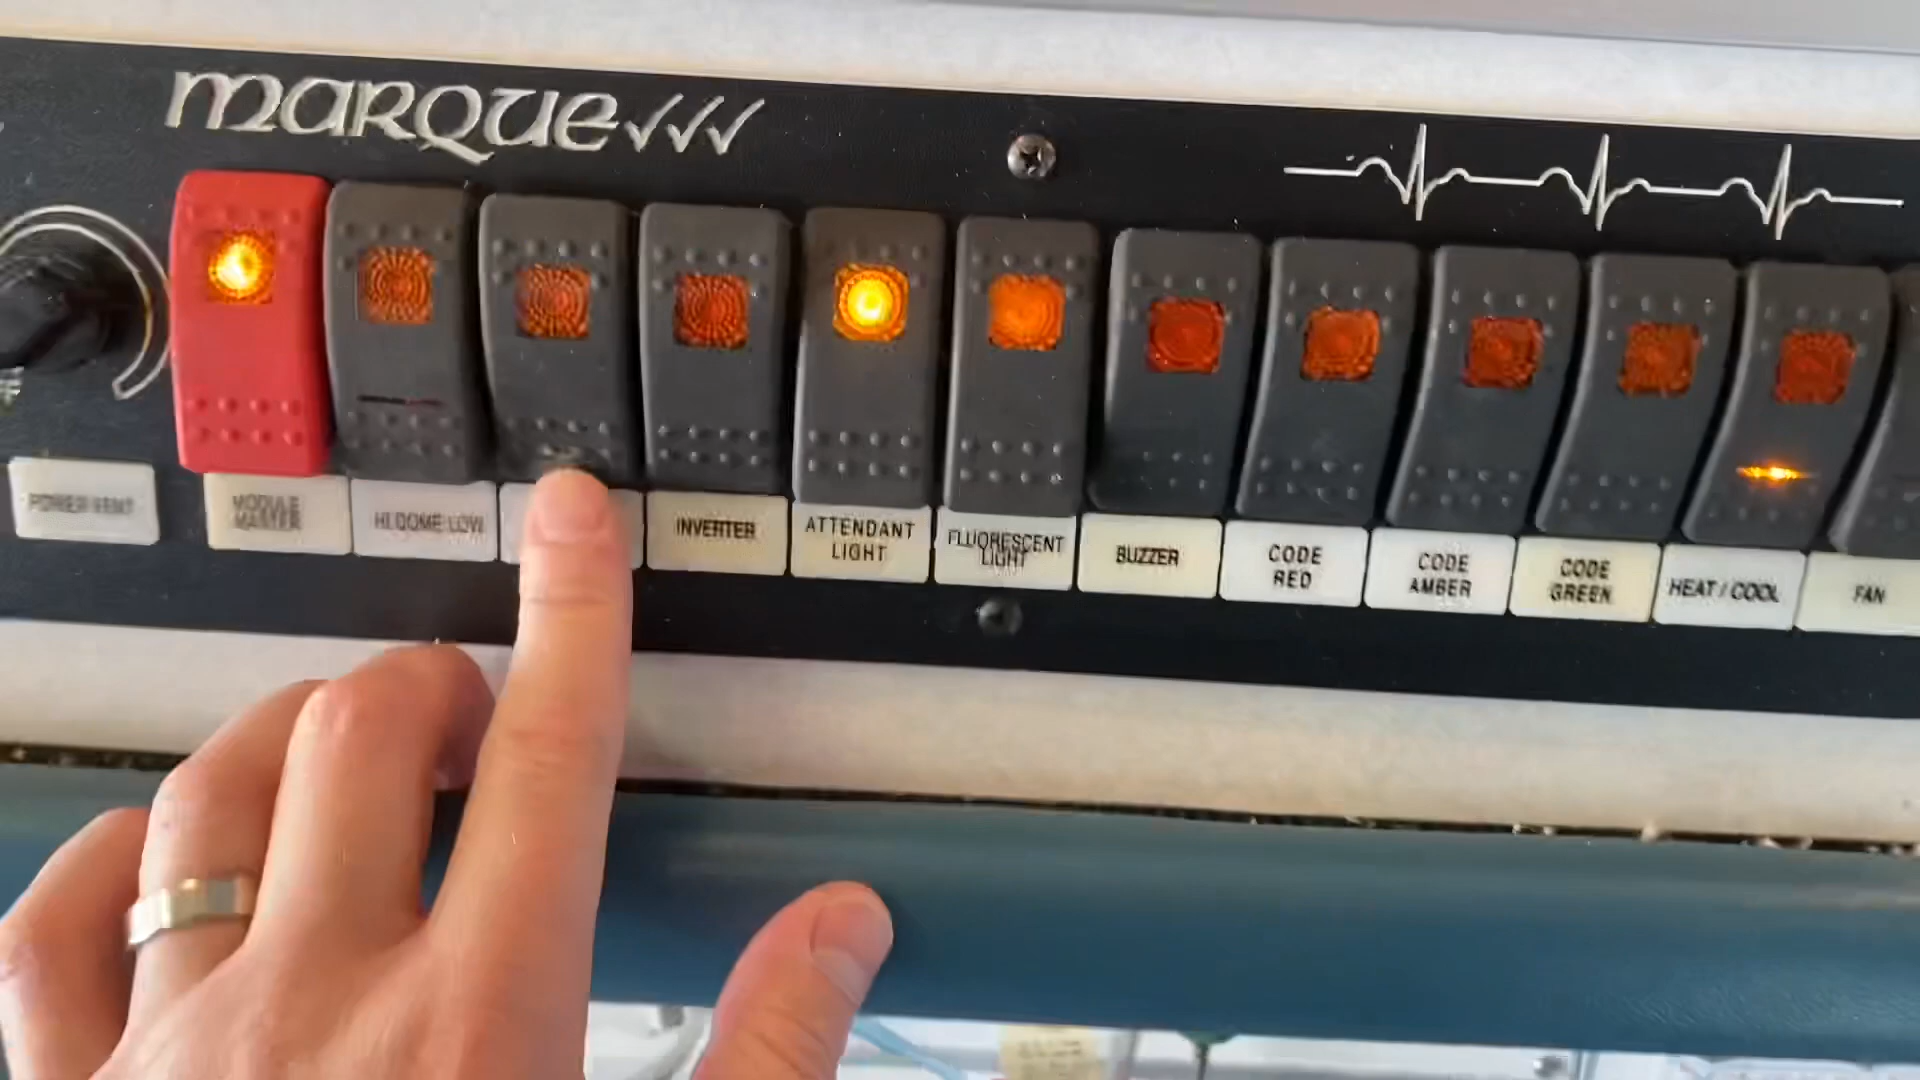 MARQUE
POWER VENT
MODULE
MASTER
HI DOME LOW
INVERTER
ATTENDANT
LIGHT
FLUORESCENT
LIGHT
BUZZER
CODE
RED
CODE
AMBER
CODE
GREEN
HEAT / COOL
FAN